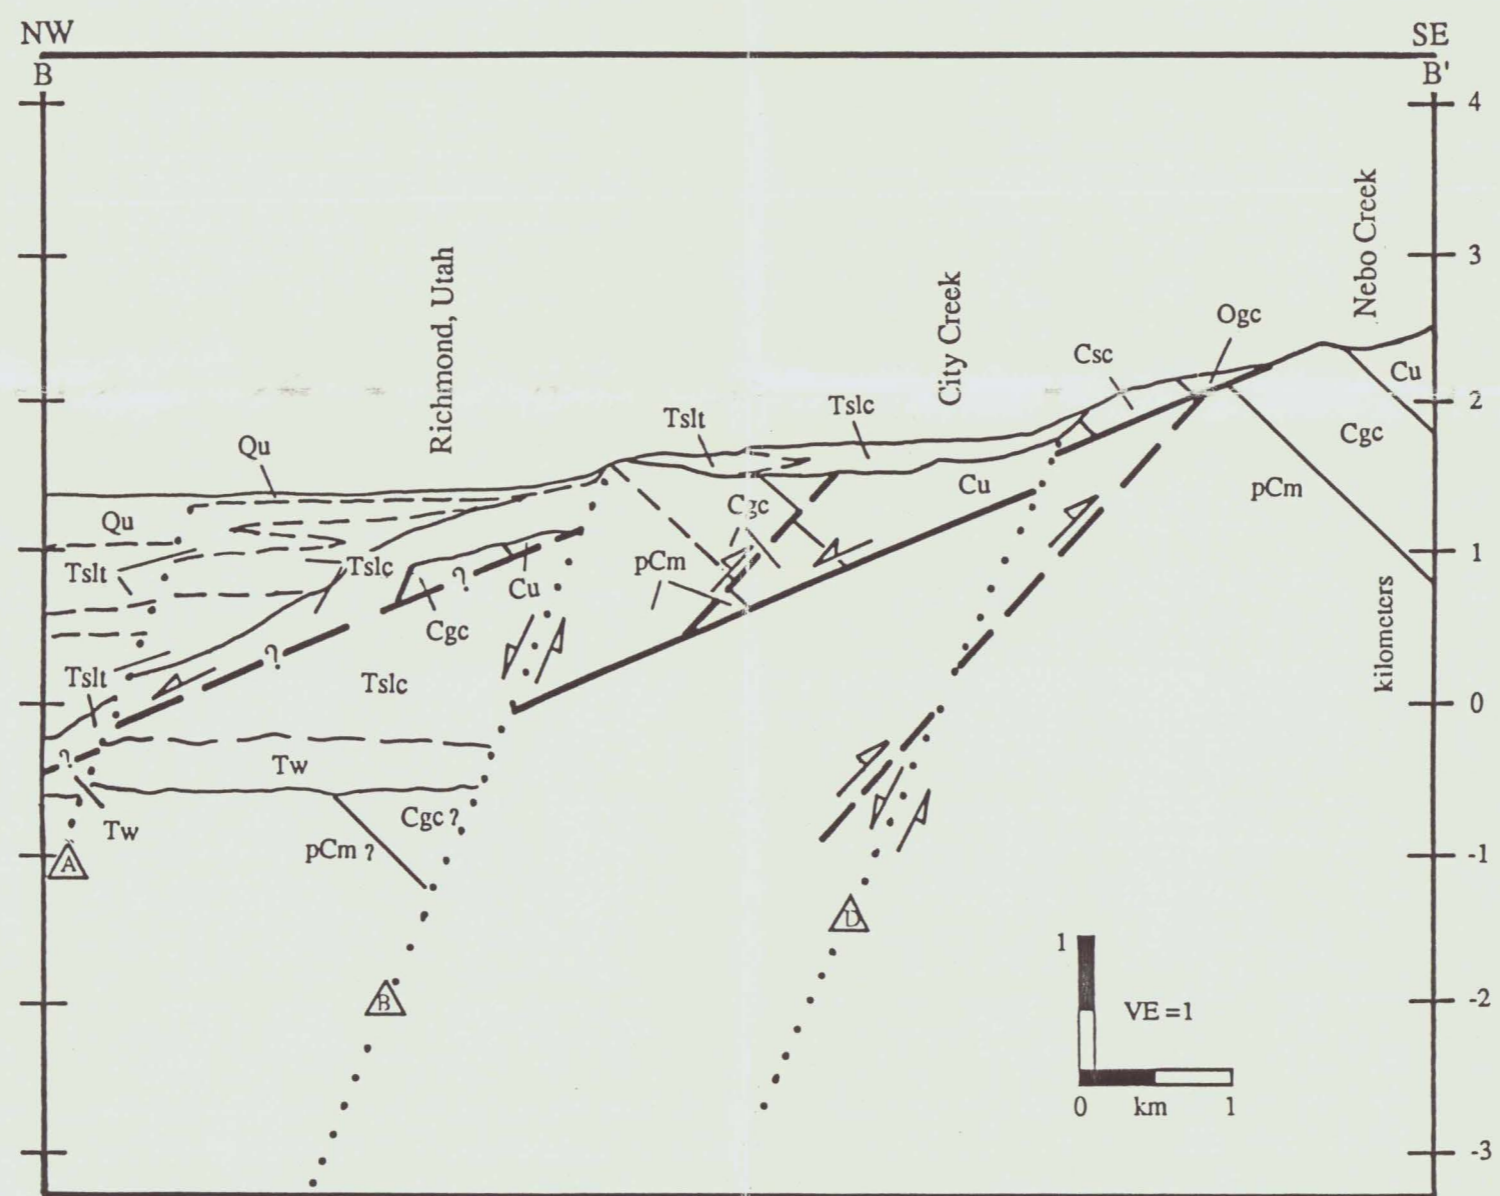 NW
SE
B
B'
4
3
2
1
0
-1
-2
-3
kilometers
Richmond, Utah
City Creek
Nebo Creek
Ogc
Csc
Cu
Cgc
pCm
Tslt
Tslc
Qu
Qu
Cgc
Cu
Tslt
Tslc
pCm
?
Cu
Cgc
?
Tslt
Tslc
?
Tw
Tw
Cgc ?
pCm ?
A
B
D
1
VE = 1
0 km 1